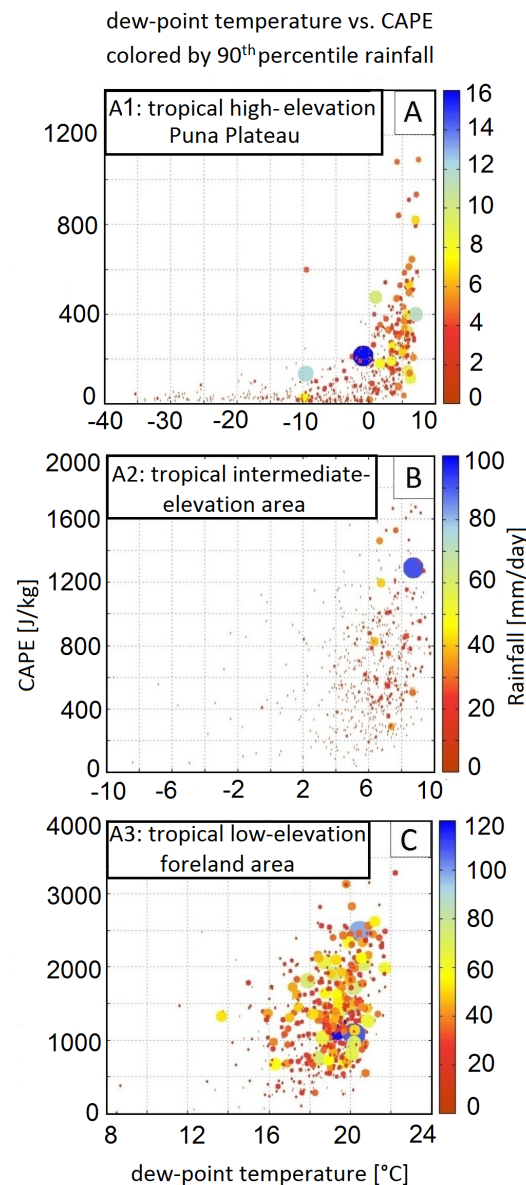 dew-point temperature vs. CAPE
colored by 90th percentile rainfall
A1: tropical high-elevation
Puna Plateau
A
1200
800
400
0
-40 -30 -20 -10 0 10
16
14
12
10
8
6
4
2
0
A2: tropical intermediate-
elevation area
B
2000
1600
1200
800
400
0
-10 -6 -2 2 6 10
100
80
60
40
20
0
CAPE [J/kg]
Rainfall [mm/day]
A3: tropical low-elevation
foreland area
C
4000
3000
2000
1000
0
8 12 16 20 24
120
100
80
60
40
20
0
dew-point temperature [°C]